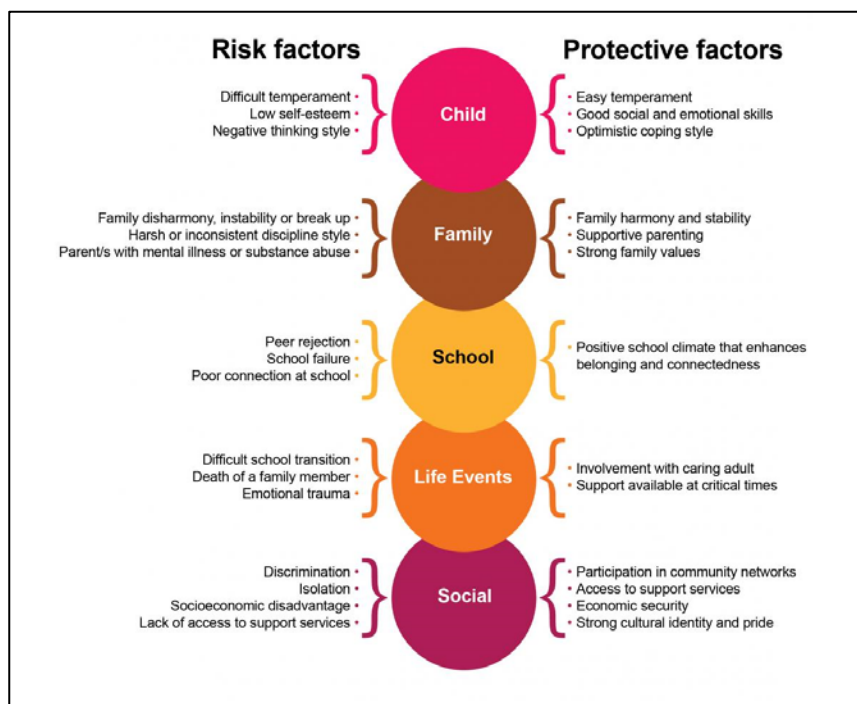 Risk factors
Protective factors
Difficult temperament •
Low self-esteem •
Negative thinking style •
Child
• Easy temperament
• Good social and emotional skills
• Optimistic coping style
Family disharmony, instability or break up •
Harsh or inconsistent discipline style •
Parent/s with mental illness or substance abuse •
Family
• Family harmony and stability
• Supportive parenting
• Strong family values
Peer rejection •
School failure •
Poor connection at school •
School
• Positive school climate that enhances
belonging and connectedness
Difficult school transition •
Death of a family member •
Emotional trauma •
Life Events
• Involvement with caring adult
• Support available at critical times
Discrimination •
Isolation •
Socioeconomic disadvantage •
Lack of access to support services •
Social
• Participation in community networks
• Access to support services
• Economic security
• Strong cultural identity and pride